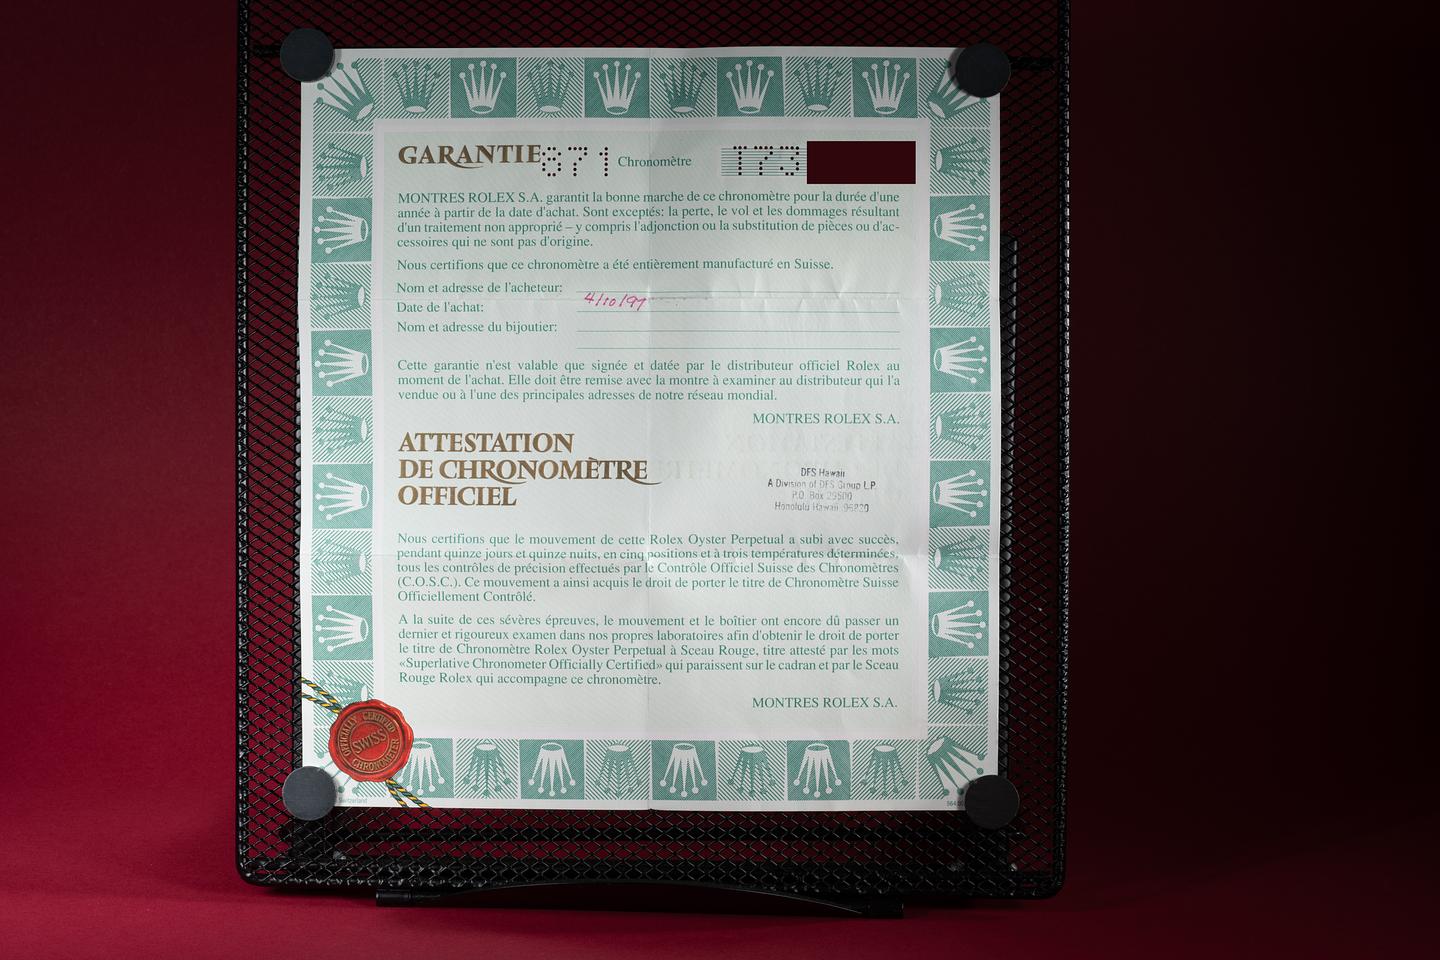 GARANTIE 871 Chronomètre T73
MONTRES ROLEX S.A. garantit la bonne marche de ce chronomètre pour la durée d'une
année à partir de la date d'achat. Sont exceptés: la perte, le vol et les dommages résultant
d'un traitement non approprié – y compris l'adjonction ou la substitution de pièces ou d'ac-
cessoires qui ne sont pas d'origine.
Nous certifions que ce chronomètre a été entièrement manufacturé en Suisse.
Nom et adresse de l'acheteur:
Date de l'achat: 4/10/97
Nom et adresse du bijoutier:
Cette garantie n'est valable que signée et datée par le distributeur officiel Rolex au
moment de l'achat. Elle doit être remise avec la montre à examiner au distributeur qui l'a
vendue ou à l'une des principales adresses de notre réseau mondial.
MONTRES ROLEX S.A.
ATTESTATION
DE CHRONOMÈTRE
OFFICIEL
DFS Hawaii
A Division of DFS Group L.P.
P.O. Box 29500
Honolulu Hawaii 96820
Nous certifions que le mouvement de cette Rolex Oyster Perpetual a subi avec succès,
pendant quinze jours et quinze nuits, en cinq positions et à trois températures déterminées,
tous les contrôles de précision effectués par le Contrôle Officiel Suisse des Chronomètres
(C.O.S.C.). Ce mouvement a ainsi acquis le droit de porter le titre de Chronomètre Suisse
Officiellement Contrôlé.
A la suite de ces sévères épreuves, le mouvement et le boîtier ont encore dû passer un
dernier et rigoureux examen dans nos propres laboratoires afin d'obtenir le droit de porter
le titre de Chronomètre Rolex Oyster Perpetual à Sceau Rouge, titre attesté par les mots
«Superlative Chronometer Officially Certified» qui paraissent sur le cadran et par le Sceau
Rouge Rolex qui accompagne ce chronomètre.
MONTRES ROLEX S.A.
OFFICIALLY CERTIFIED
SWISS
CHRONOMETER
Switzerland